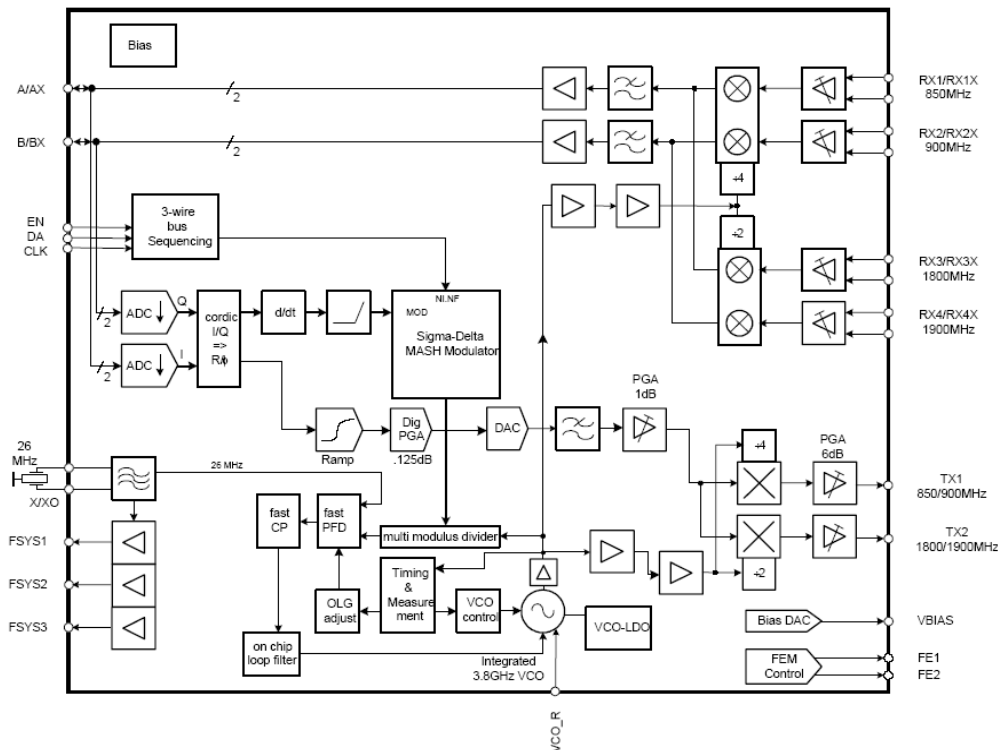 Bias
A/AX
2
RX1/RX1X
850MHz
B/BX
2
RX2/RX2X
900MHz
÷4
EN
DA
CLK
3-wire
bus
Sequencing
÷2
RX3/RX3X
1800MHz
NI.NF
MOD
Sigma-Delta
MASH Modulator
2
ADC
Q
cordic
I/Q
=>
R/ϕ
d/dt
RX4/RX4X
1900MHz
2
ADC
I
PGA
1dB
Ramp
Dig
PGA
.125dB
DAC
26
MHz
X/XO
26 MHz
÷4
PGA
6dB
TX1
850/900MHz
fast
CP
fast
PFD
multi modulus divider
TX2
1800/1900MHz
÷2
FSYS1
FSYS2
FSYS3
OLG
adjust
Timing
&
Measure
ment
VCO
control
VCO-LDO
on chip
loop filter
Integrated
3.8GHz VCO
Bias DAC
VBIAS
FEM
Control
FE1
FE2
VCO_R